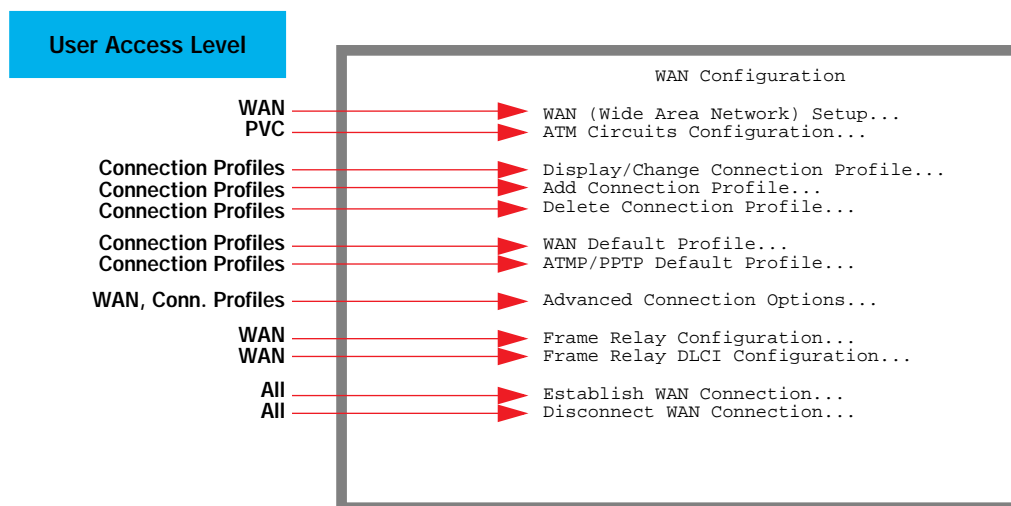 User Access Level
WAN Configuration
WAN WAN (Wide Area Network) Setup...
PVC ATM Circuits Configuration...
Connection Profiles Display/Change Connection Profile...
Connection Profiles Add Connection Profile...
Connection Profiles Delete Connection Profile...
Connection Profiles WAN Default Profile...
Connection Profiles ATMP/PPTP Default Profile...
WAN, Conn. Profiles Advanced Connection Options...
WAN Frame Relay Configuration...
WAN Frame Relay DLCI Configuration...
All Establish WAN Connection...
All Disconnect WAN Connection...